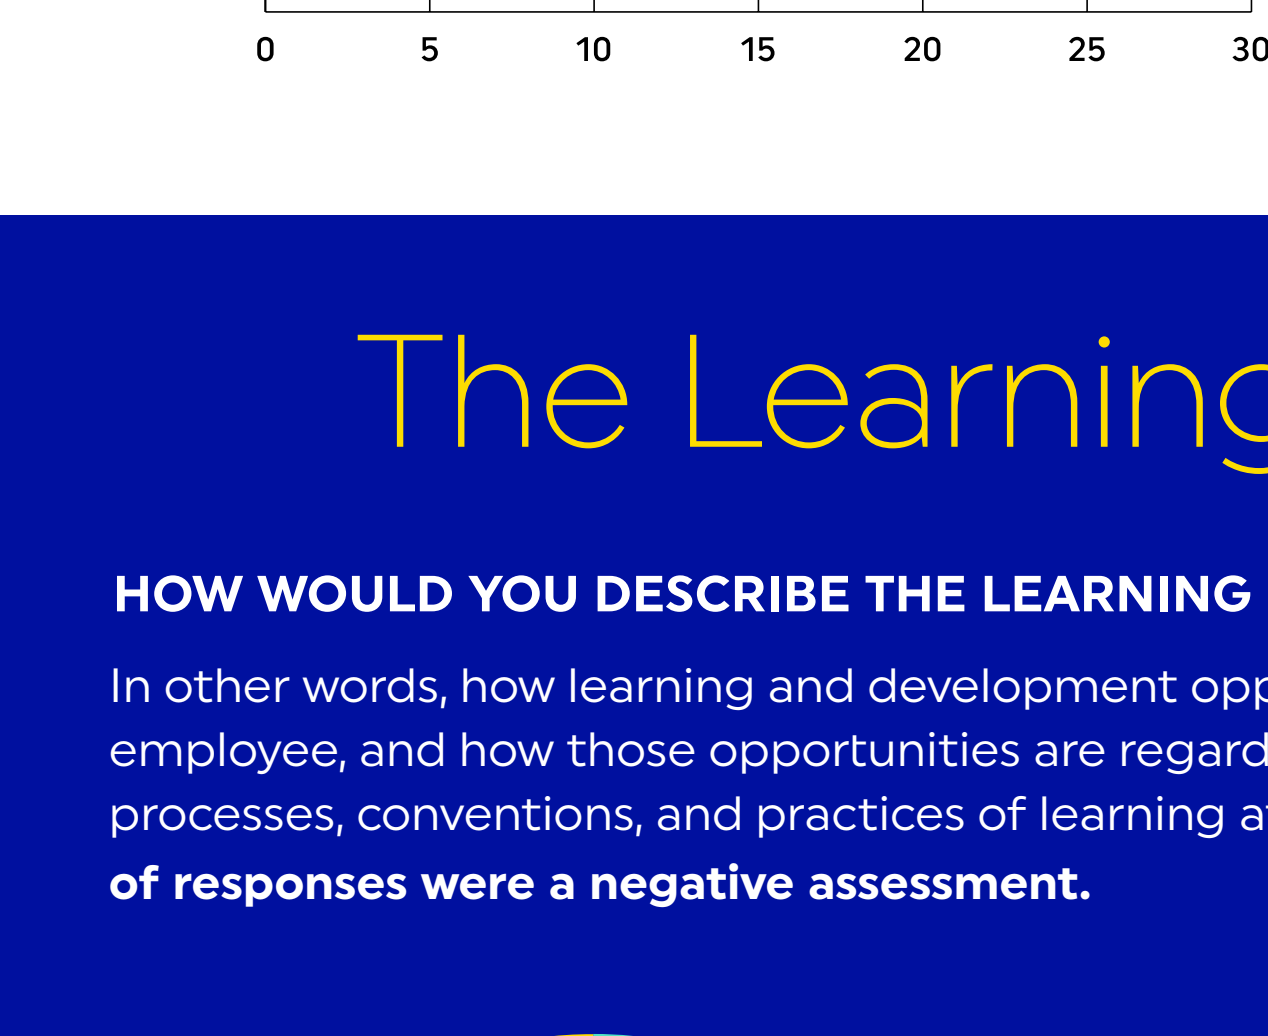 0 5 10 15 20 25 30
The Learning
HOW WOULD YOU DESCRIBE THE LEARNING
In other words, how learning and development opp
employee, and how those opportunities are regard
processes, conventions, and practices of learning at
of responses were a negative assessment.